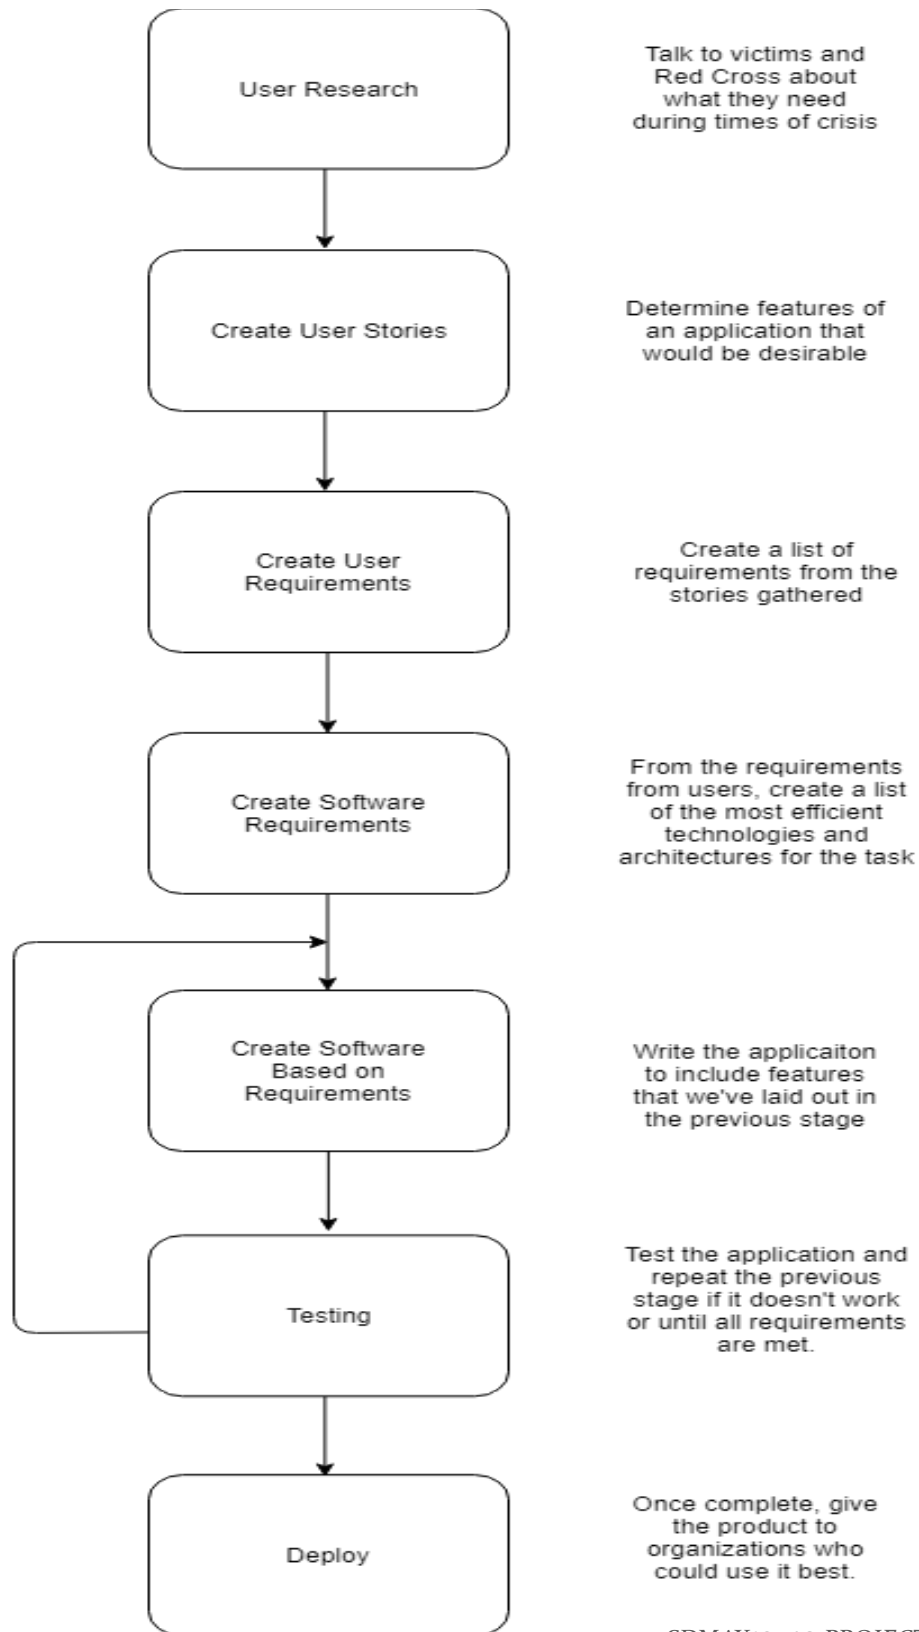 User Research
Talk to victims and
Red Cross about
what they need
during times of crisis
Create User Stories
Determine features of
an application that
would be desirable
Create User
Requirements
Create a list of
requirements from the
stories gathered
Create Software
Requirements
From the requirements
from users, create a list
of the most efficient
technologies and
architectures for the task
Create Software
Based on
Requirements
Write the applicaiton
to include features
that we've laid out in
the previous stage
Testing
Test the application and
repeat the previous
stage if it doesn't work
or until all requirements
are met.
Deploy
Once complete, give
the product to
organizations who
could use it best.